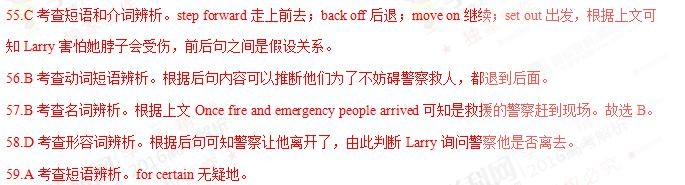 55.C 考查短语和介词辨析。step forward 走上前去；back off 后退；move on 继续；set out 出发，根据上文可
知 Larry 害怕她脖子会受伤，前后句之间是假设关系。
56.B 考查动词短语辨析。根据后句内容可以推断他们为了不妨碍警察救人，都退到后面。
57.B 考查名词辨析。根据上文 Once fire and emergency people arrived 可知是救援的警察赶到现场。故选 B。
58.D 考查形容词辨析。根据后句可知警察让他离开了，由此判断 Larry 询问警察他是否离去。
59.A 考查短语辨析。for certain 无疑地。